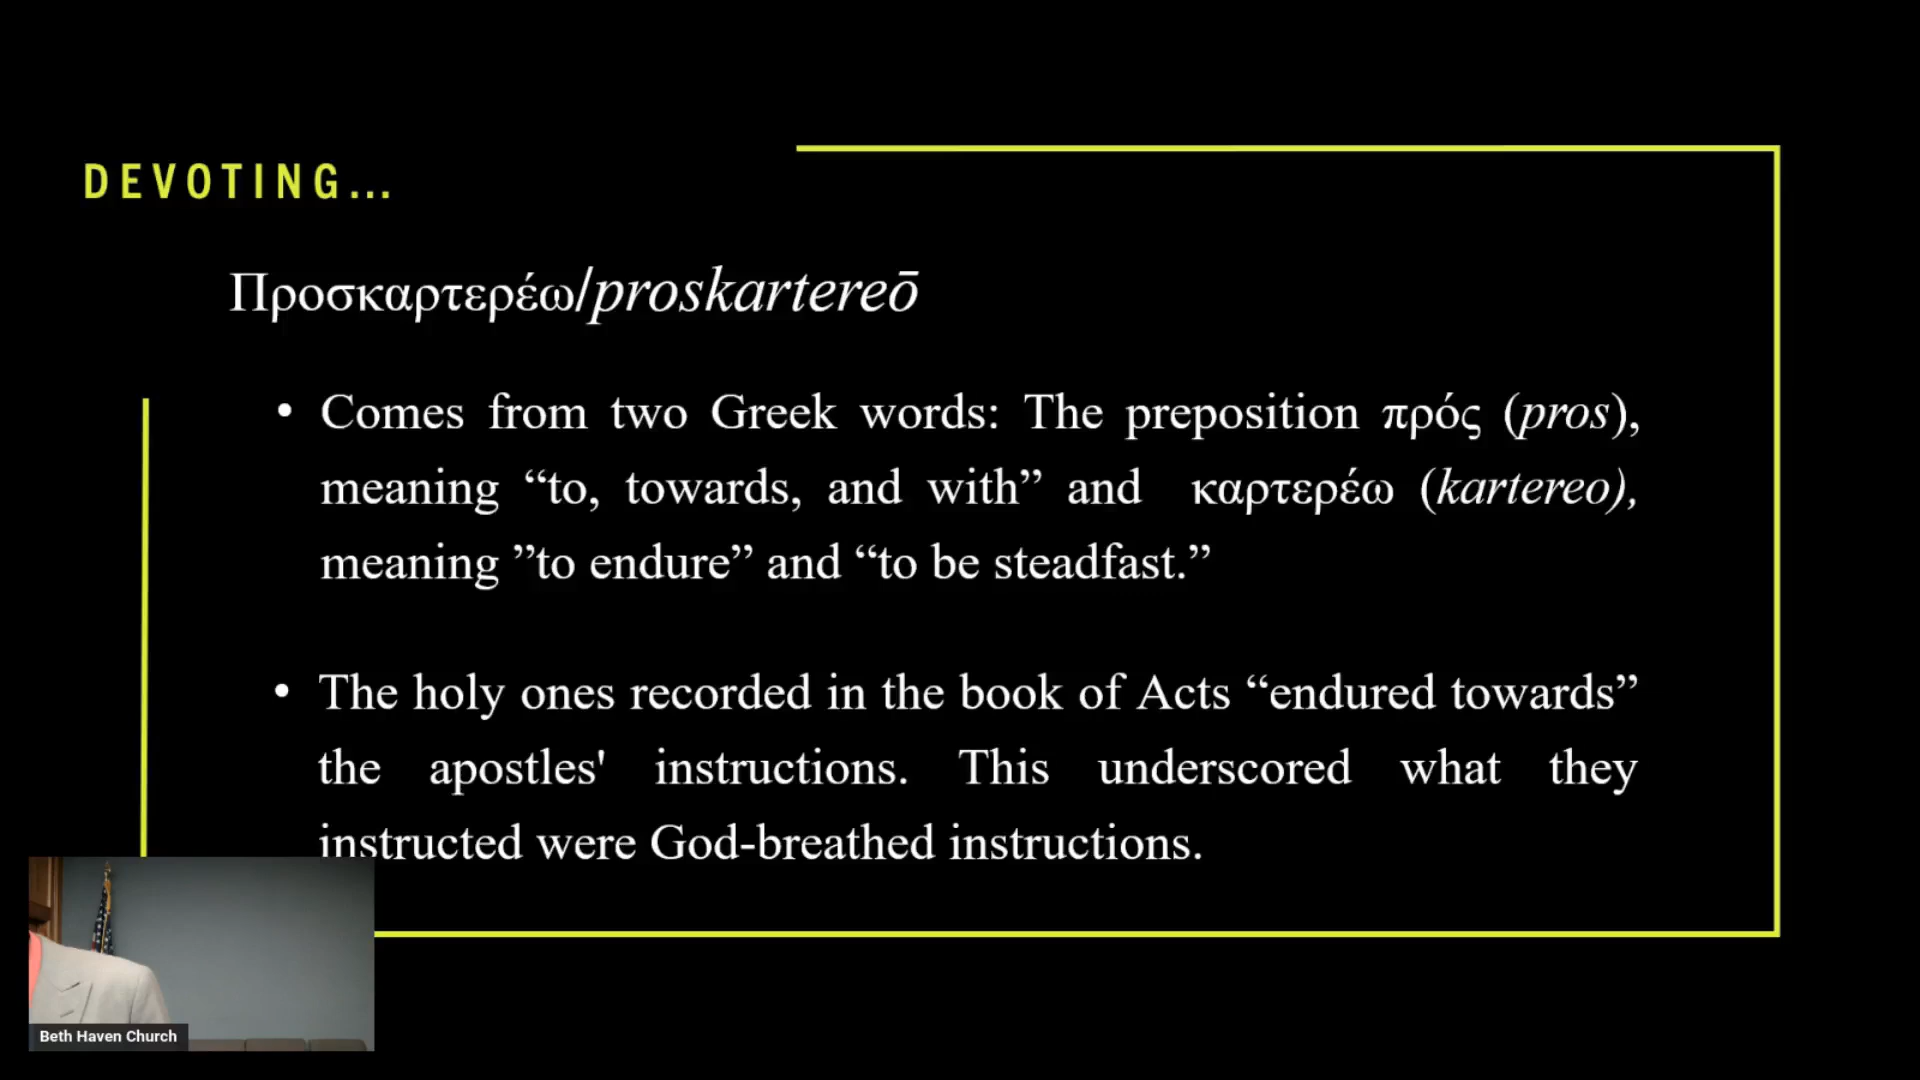 DEVOTING...
Προσκαρτερέω/proskartereō
• Comes from two Greek words: The preposition πρός (pros),
meaning “to, towards, and with” and καρτερέω (kartereo),
meaning ”to endure” and “to be steadfast.”
• The holy ones recorded in the book of Acts “endured towards”
the apostles' instructions. This underscored what they
instructed were God-breathed instructions.
Beth Haven Church